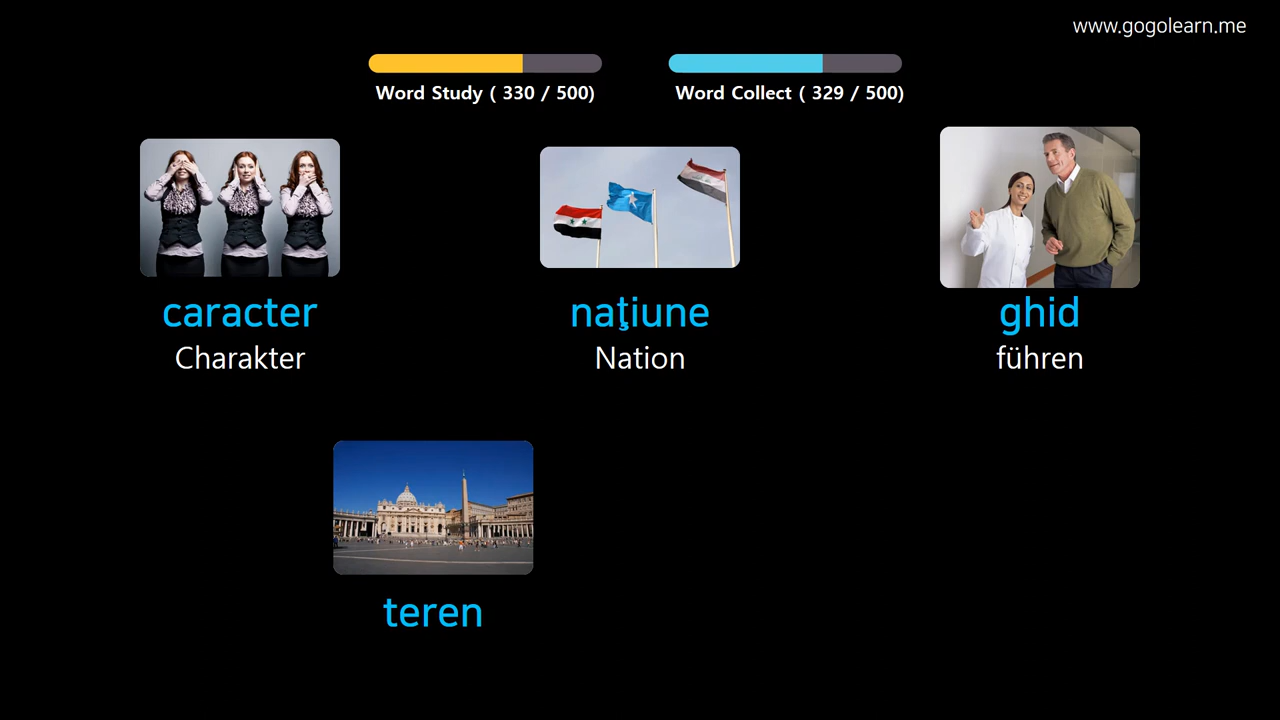 www.gogolearn.me
Word Study ( 330 / 500)
Word Collect ( 329 / 500)
caracter
Charakter
naţiune
Nation
ghid
führen
teren